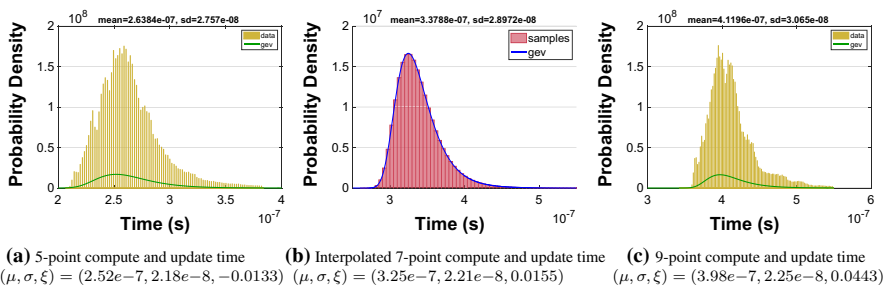 ×10⁸ mean=2.6384e-07, sd=2.757e-08
data
gev
Probability Density
0 0.5 1 1.5 2
2 2.5 3 3.5 4
Time (s) ×10⁻⁷
×10⁷ mean=3.3788e-07, sd=2.8972e-08
samples
gev
Probability Density
0 0.5 1 1.5 2
3 4 5
Time (s) ×10⁻⁷
×10⁸ mean=4.1196e-07, sd=3.065e-08
data
gev
Probability Density
0 0.5 1 1.5 2
3 4 5 6
Time (s) ×10⁻⁷
(a) 5-point compute and update time
(μ, σ, ξ) = (2.52e−7, 2.18e−8, −0.0133)
(b) Interpolated 7-point compute and update time
(μ, σ, ξ) = (3.25e−7, 2.21e−8, 0.0155)
(c) 9-point compute and update time
(μ, σ, ξ) = (3.98e−7, 2.25e−8, 0.0443)